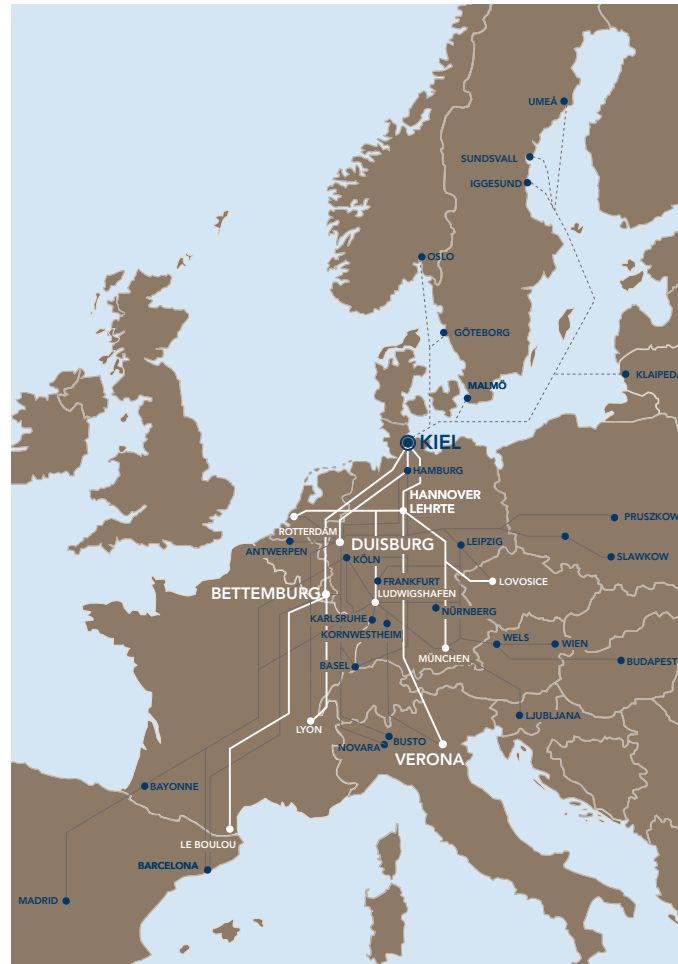 UMEÅ
SUNDSVALL
IGGESUND
OSLO
GÖTEBORG
KLAIPEDA
MALMÖ
KIEL
HAMBURG
HANNOVER
LEHRTE
PRUSZKOW
ROTTERDAM
DUISBURG
LEIPZIG
ANTWERPEN
KÖLN
SLAWKOW
FRANKFURT
LOVOSICE
BETTEMBURG
LUDWIGSHAFEN
NÜRNBERG
KARLSRUHE
KORNWESTHEIM
WELS
WIEN
MÜNCHEN
BUDAPEST
BASEL
LJUBLJANA
LYON
BUSTO
NOVARA
VERONA
BAYONNE
LE BOULOU
BARCELONA
MADRID